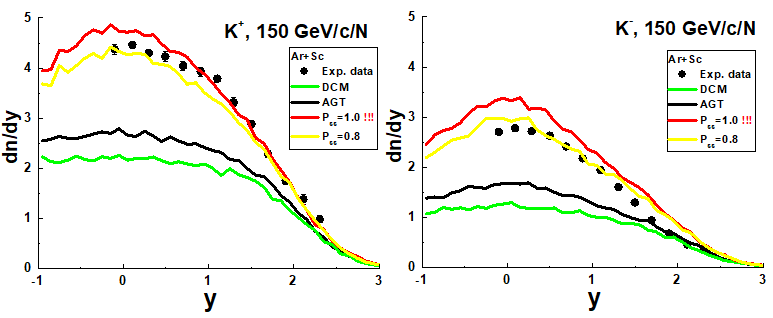 K+, 150 GeV/c/N
Ar+Sc
Exp. data
DCM
AGT
Pss=1.0 !!!
Pss=0.8
dn/dy
5
4
3
2
1
0
-1 0 1 2 3
y
K-, 150 GeV/c/N
Ar+Sc
Exp. data
DCM
AGT
Pss=1.0 !!!
Pss=0.8
dn/dy
5
4
3
2
1
0
-1 0 1 2 3
y